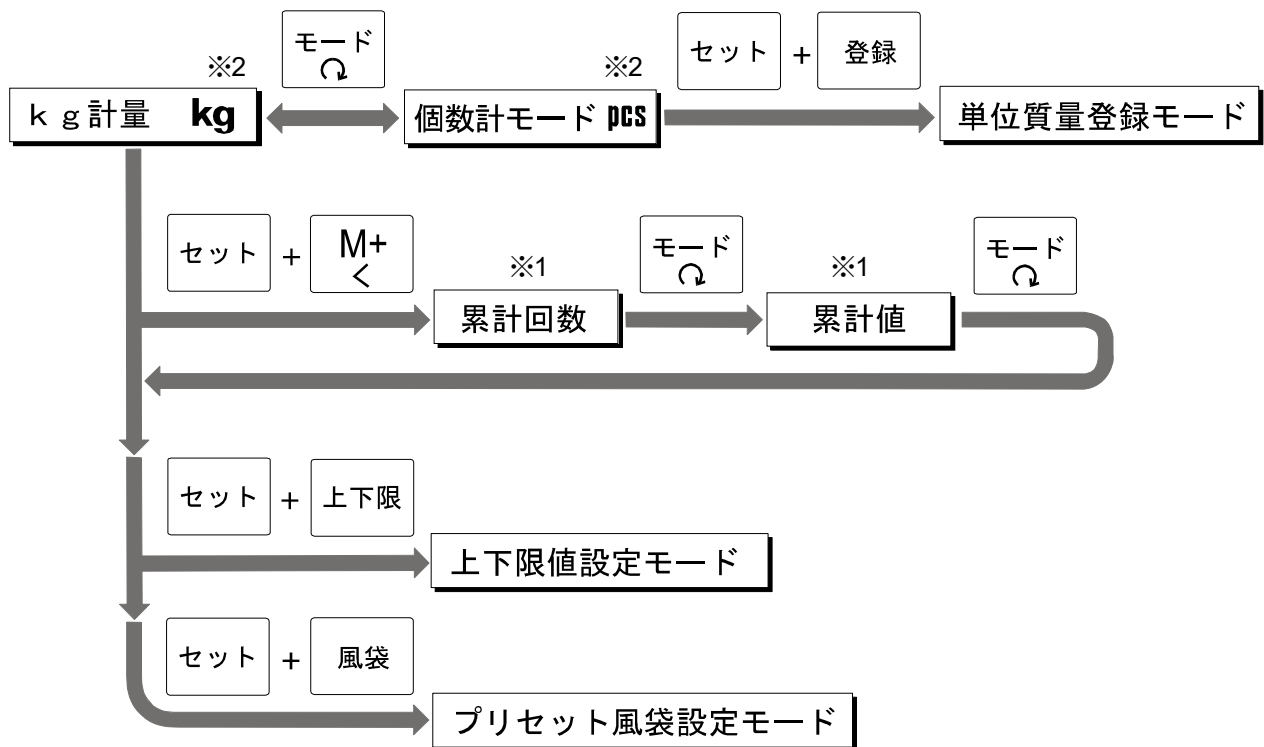 モード
※2
※2
セット + 登録
kg計量 kg
個数計モード pcs
単位質量登録モード
セット + M+
<
※1
モード
※1
モード
累計回数
累計値
セット + 上下限
上下限値設定モード
セット + 風袋
プリセット風袋設定モード